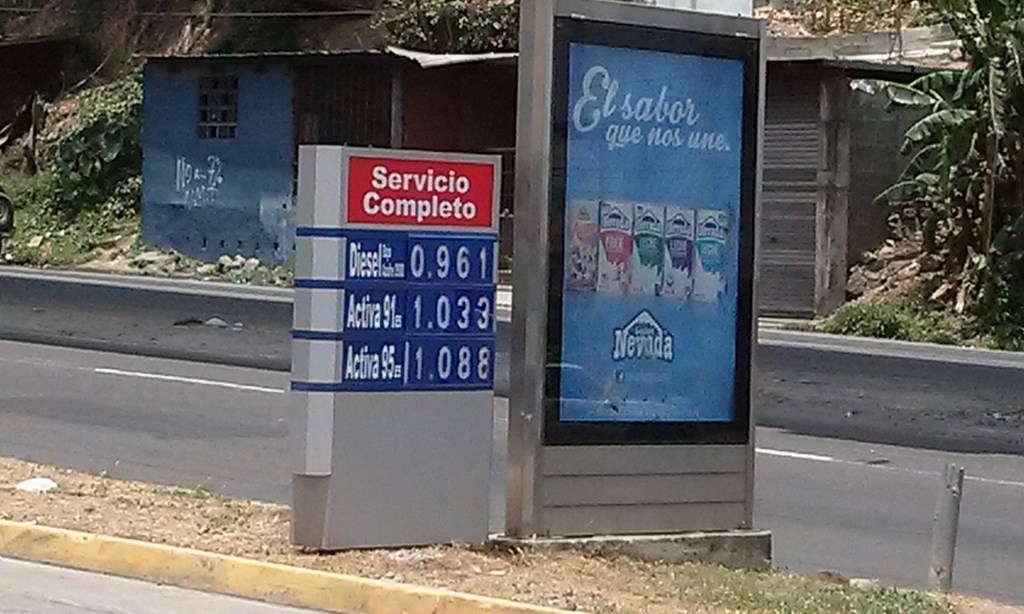 Servicio
Completo
Diesel
0.961
Activa 91
1.033
Activa 95
1.088
El sabor
que nos une.
Nevada